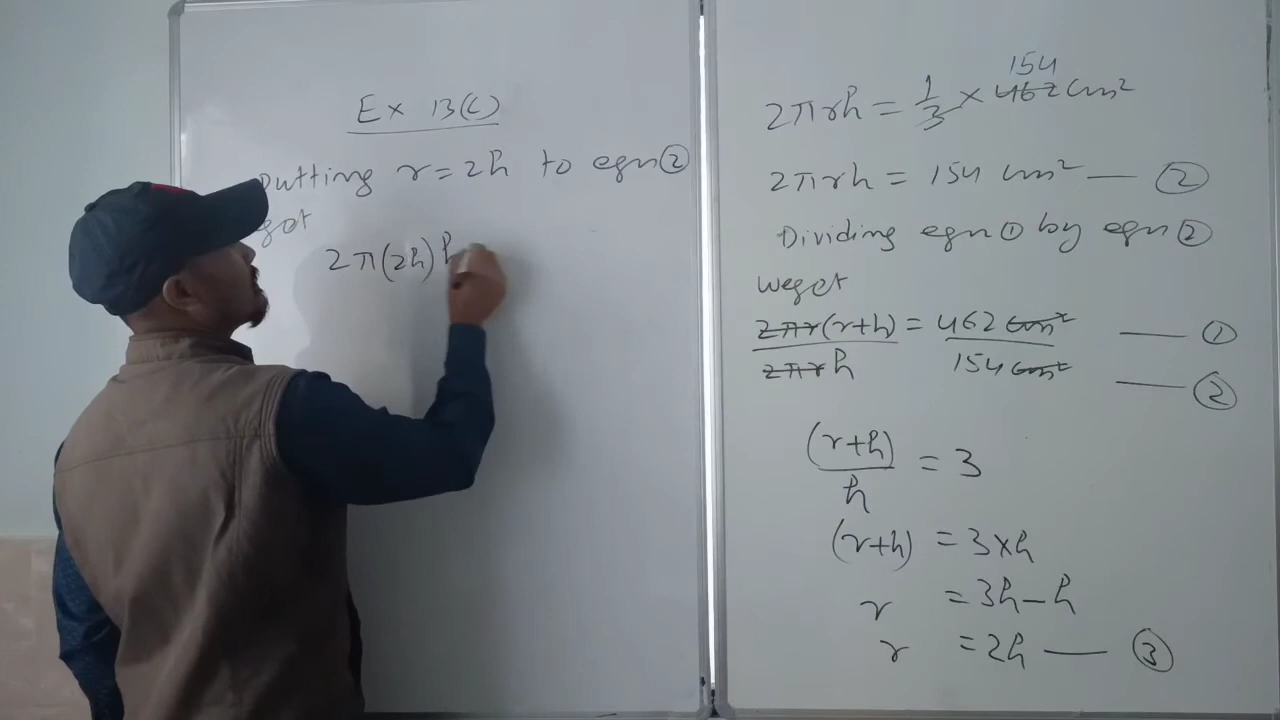 Ex 13(C)
Putting r = 2h to eqn ②
get
2π(2h)h
154
2πrh = 1/3 × 462 cm²
2πrh = 154 cm² — ②
Dividing eqn ① by eqn ②
we get
2πr(r+h) = 462 cm² — ①
2πrh 154 cm² — ②
(r+h) = 3
h
(r+h) = 3×h
r = 3h – h
r = 2h — ③